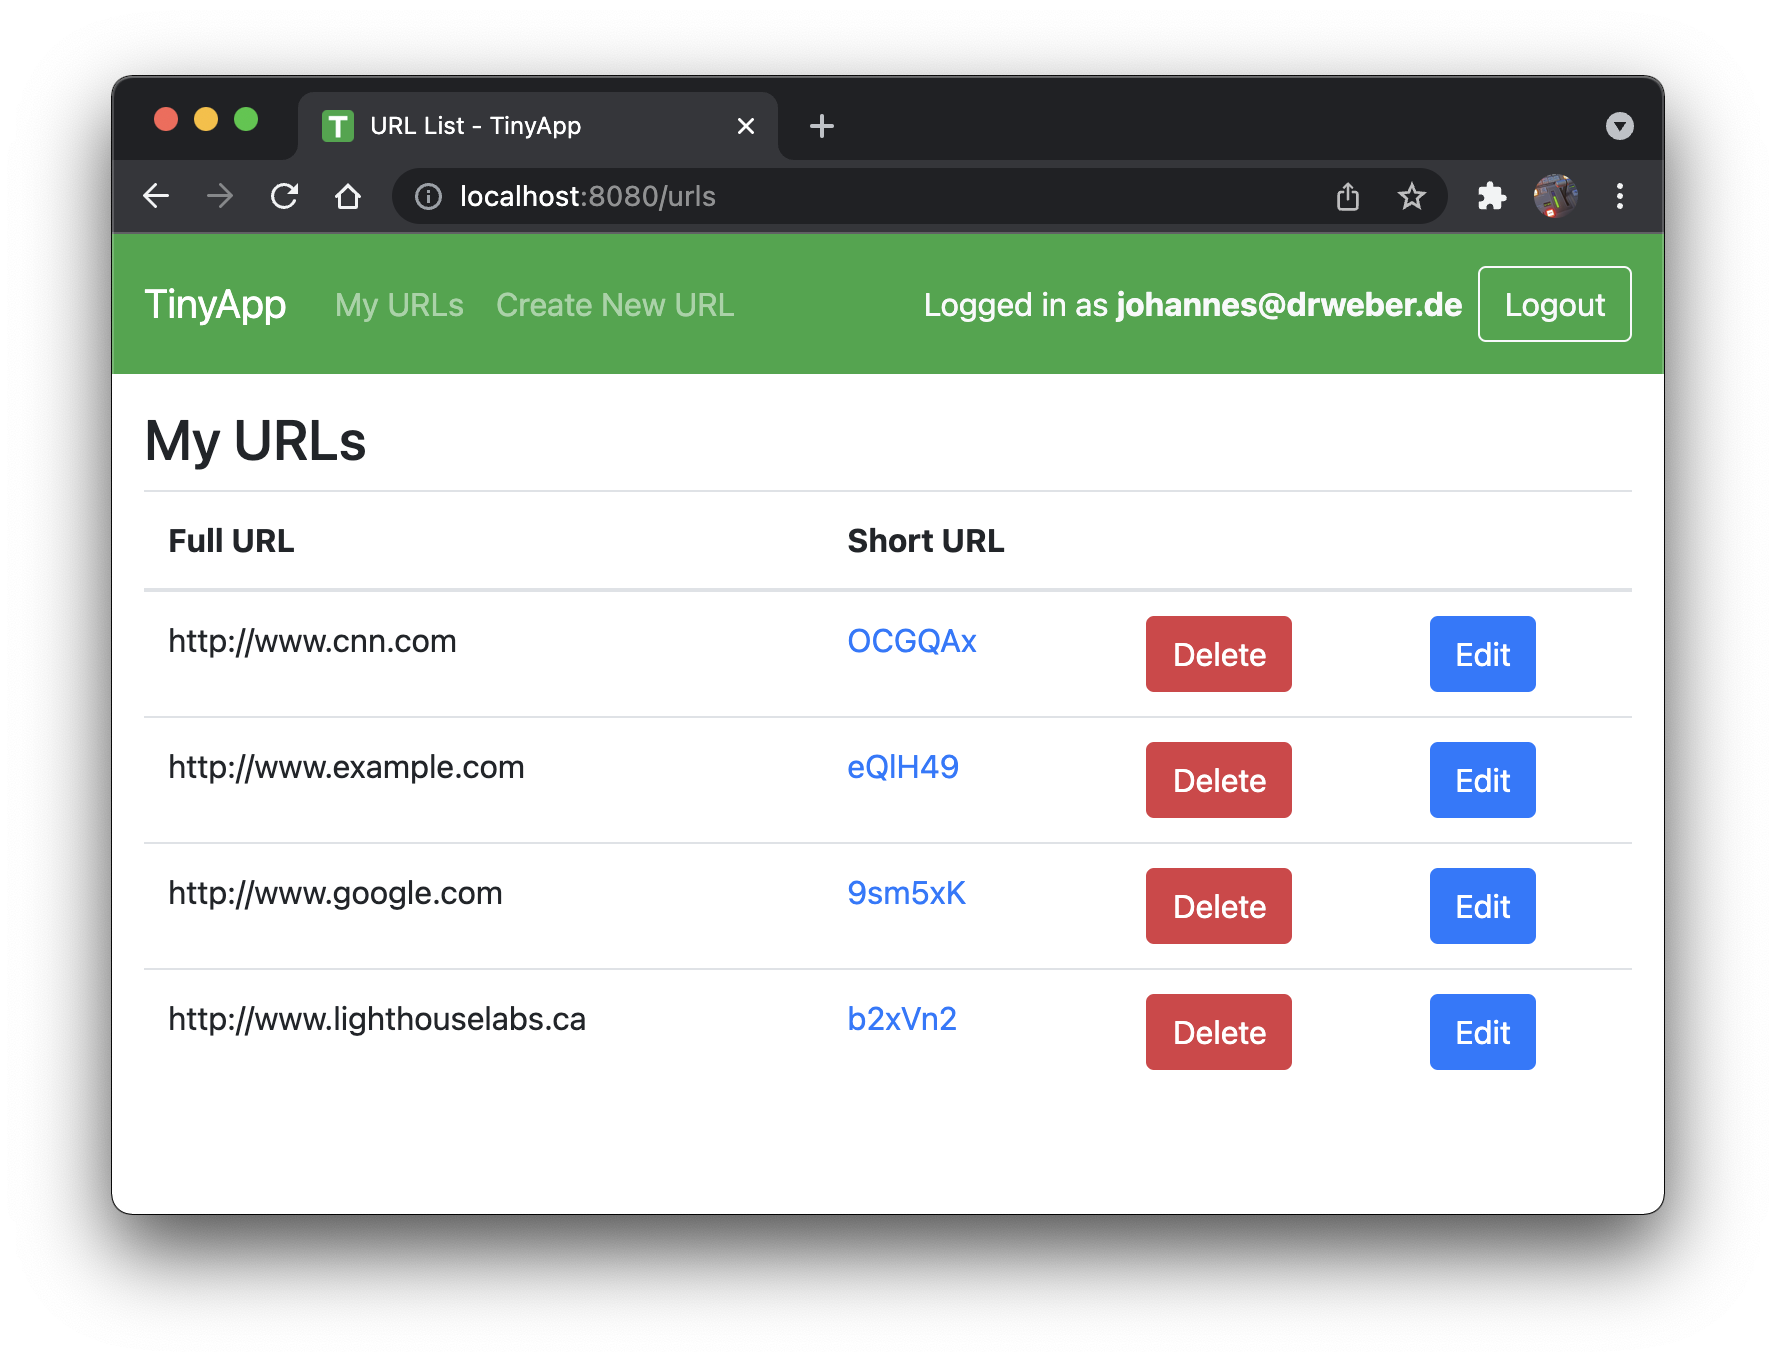 URL List - TinyApp
localhost:8080/urls
TinyApp My URLs Create New URL Logged in as johannes@drweber.de Logout
My URLs
Full URL Short URL
http://www.cnn.com OCGQAx Delete Edit
http://www.example.com eQlH49 Delete Edit
http://www.google.com 9sm5xK Delete Edit
http://www.lighthouselabs.ca b2xVn2 Delete Edit